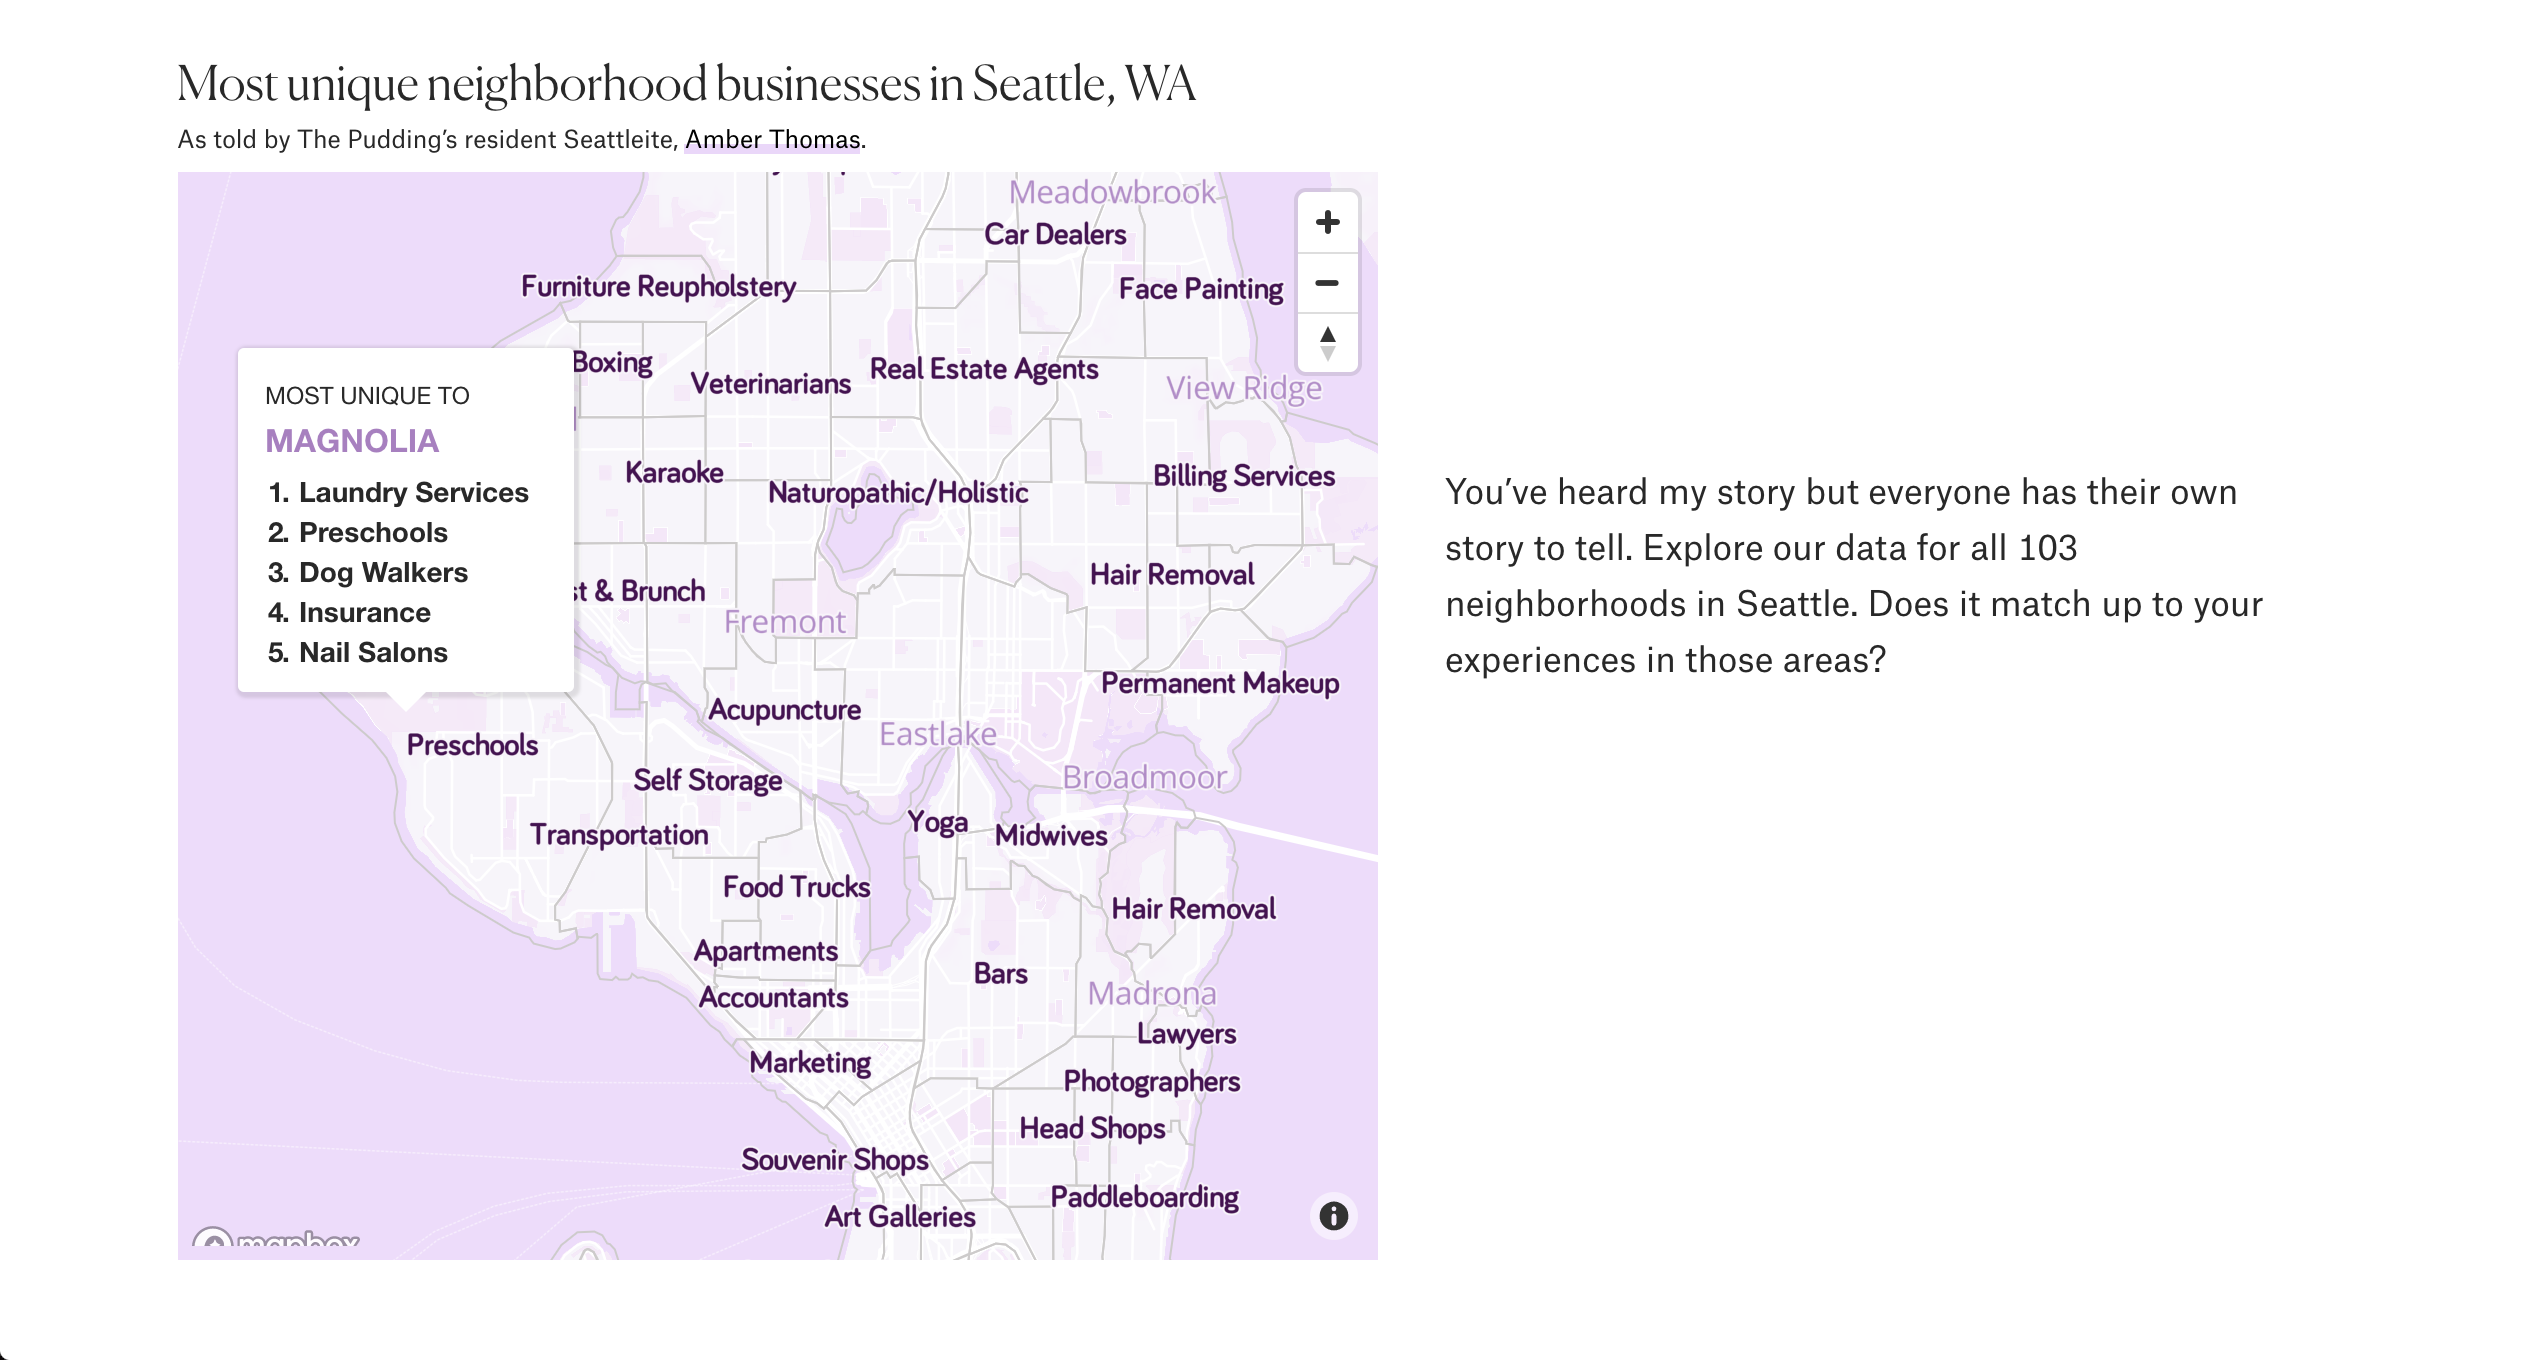 Most unique neighborhood businesses in Seattle, WA
As told by The Pudding’s resident Seattleite, Amber Thomas.
Meadowbrook
Car Dealers
Furniture Reupholstery
Face Painting
Boxing
Veterinarians
Real Estate Agents
View Ridge
MOST UNIQUE TO
MAGNOLIA
1. Laundry Services
2. Preschools
3. Dog Walkers
4. Insurance
5. Nail Salons
Karaoke
Naturopathic/Holistic
Billing Services
Hair Removal
& Brunch
Fremont
Permanent Makeup
Acupuncture
Eastlake
Preschools
Broadmoor
Self Storage
Yoga
Midwives
Transportation
Food Trucks
Hair Removal
Apartments
Bars
Madrona
Accountants
Lawyers
Marketing
Photographers
Head Shops
Souvenir Shops
Paddleboarding
Art Galleries
mapbox
You’ve heard my story but everyone has their own
story to tell. Explore our data for all 103
neighborhoods in Seattle. Does it match up to your
experiences in those areas?